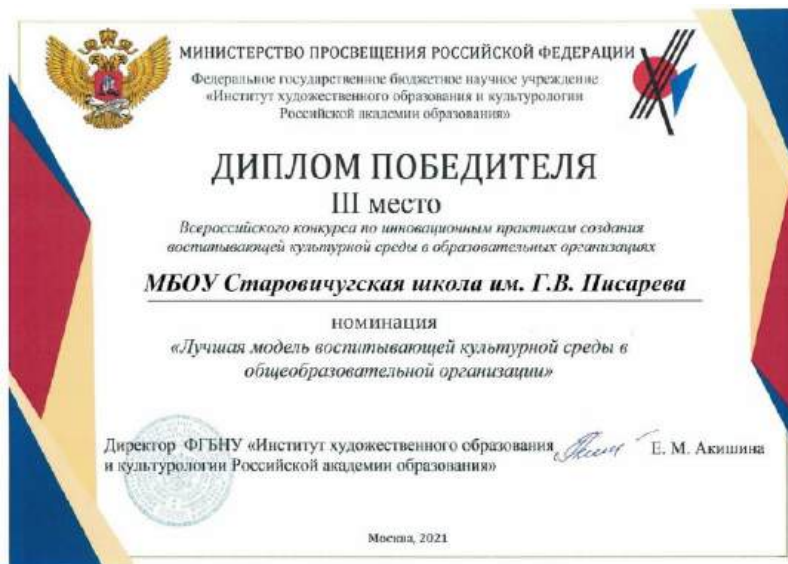 МИНИСТЕРСТВО ПРОСВЕЩЕНИЯ РОССИЙСКОЙ ФЕДЕРАЦИИ
Федеральное государственное бюджетное научное учреждение
«Институт художественного образования и культурологии
Российской академии образования»
ДИПЛОМ ПОБЕДИТЕЛЯ
III место
Всероссийского конкурса по инновационным практикам создания
воспитывающей культурной среды в образовательных организациях
МБОУ Старовичугская школа им. Г.В. Писарева
номинация
«Лучшая модель воспитывающей культурной среды в
общеобразовательной организации»
Директор ФГБНУ «Институт художественного образования
и культурологии Российской академии образования»
Е. М. Акишина
Москва, 2021